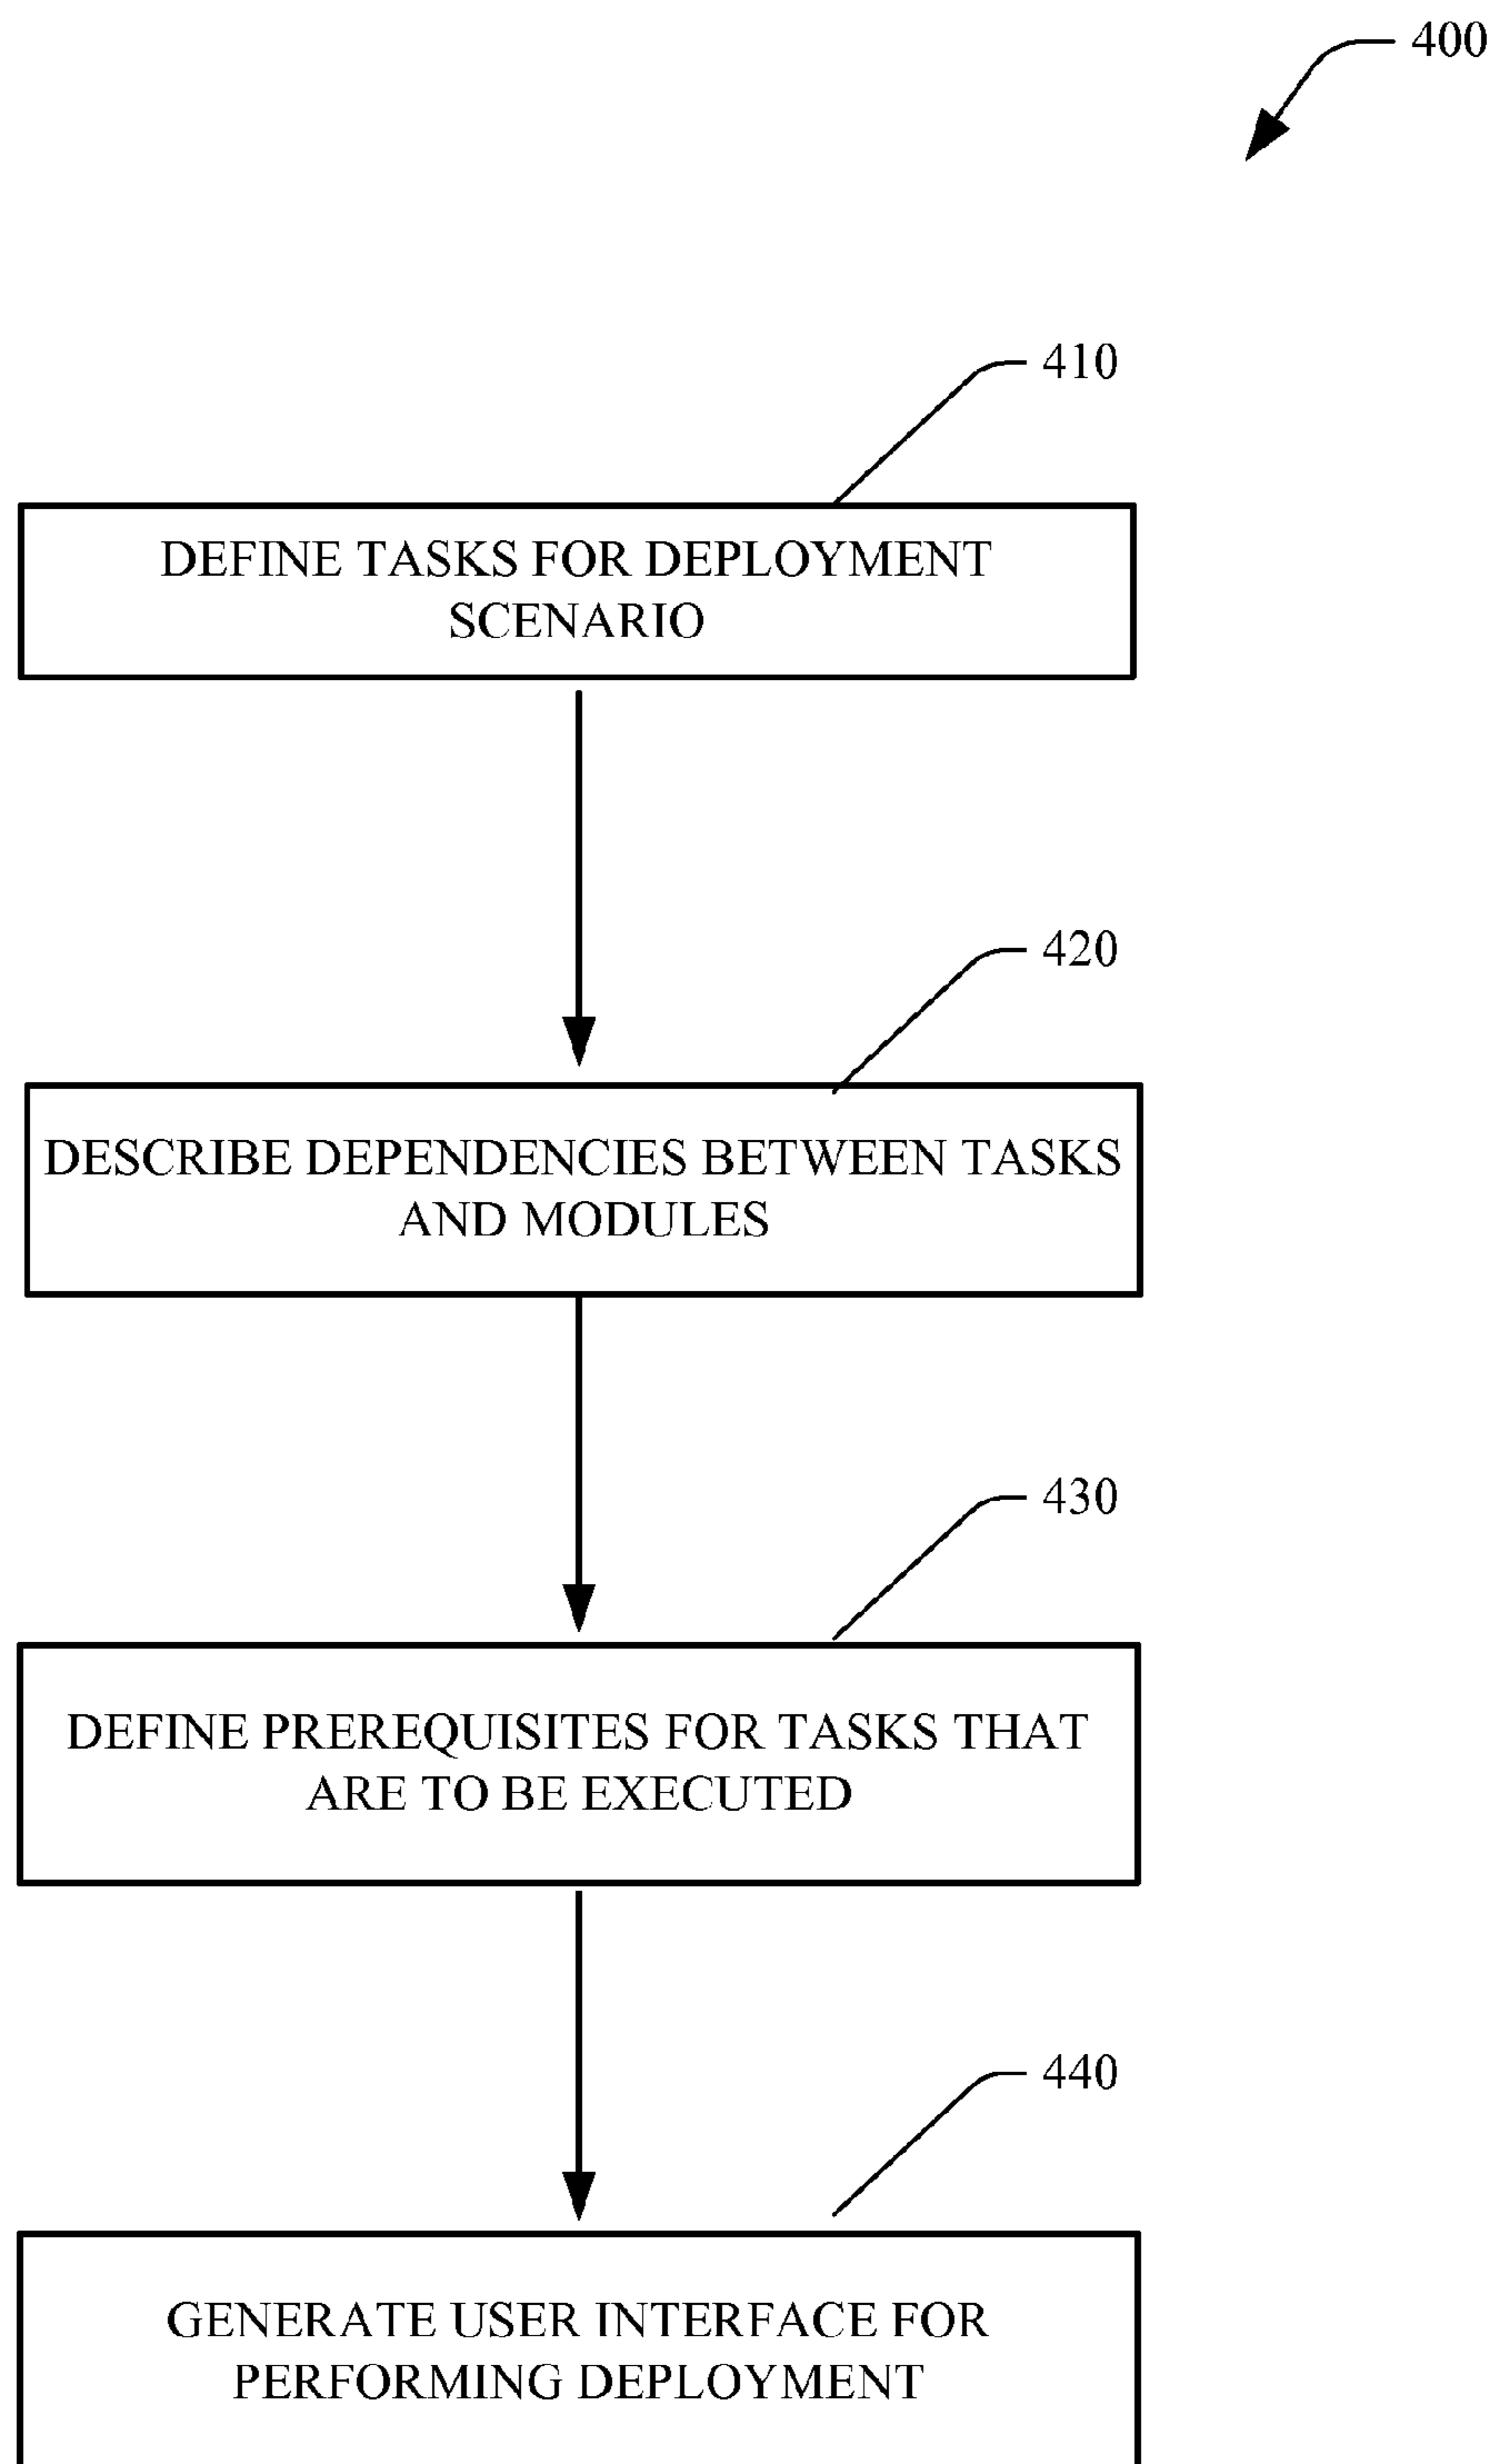 400
410
DEFINE TASKS FOR DEPLOYMENT
SCENARIO
420
DESCRIBE DEPENDENCIES BETWEEN TASKS
AND MODULES
430
DEFINE PREREQUISITES FOR TASKS THAT
ARE TO BE EXECUTED
440
GENERATE USER INTERFACE FOR
PERFORMING DEPLOYMENT